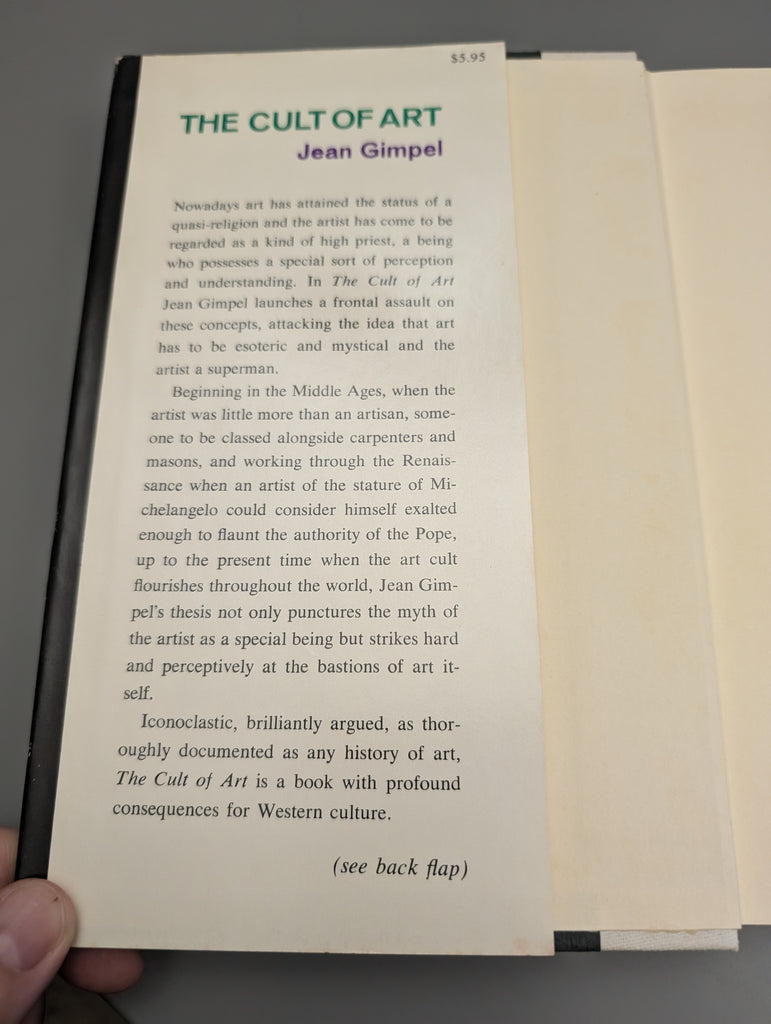 $5.95
THE CULT OF ART
Jean Gimpel
Nowadays art has attained the status of a
quasi-religion and the artist has come to be
regarded as a kind of high priest, a being
who possesses a special sort of perception
and understanding. In The Cult of Art
Jean Gimpel launches a frontal assault on
these concepts, attacking the idea that art
has to be esoteric and mystical and the
artist a superman.
Beginning in the Middle Ages, when the
artist was little more than an artisan, some-
one to be classed alongside carpenters and
masons, and working through the Renais-
sance when an artist of the stature of Mi-
chelangelo could consider himself exalted
enough to flaunt the authority of the Pope,
up to the present time when the art cult
flourishes throughout the world, Jean Gim-
pel's thesis not only punctures the myth of
the artist as a special being but strikes hard
and perceptively at the bastions of art it-
self.
Iconoclastic, brilliantly argued, as thor-
oughly documented as any history of art,
The Cult of Art is a book with profound
consequences for Western culture.
(see back flap)